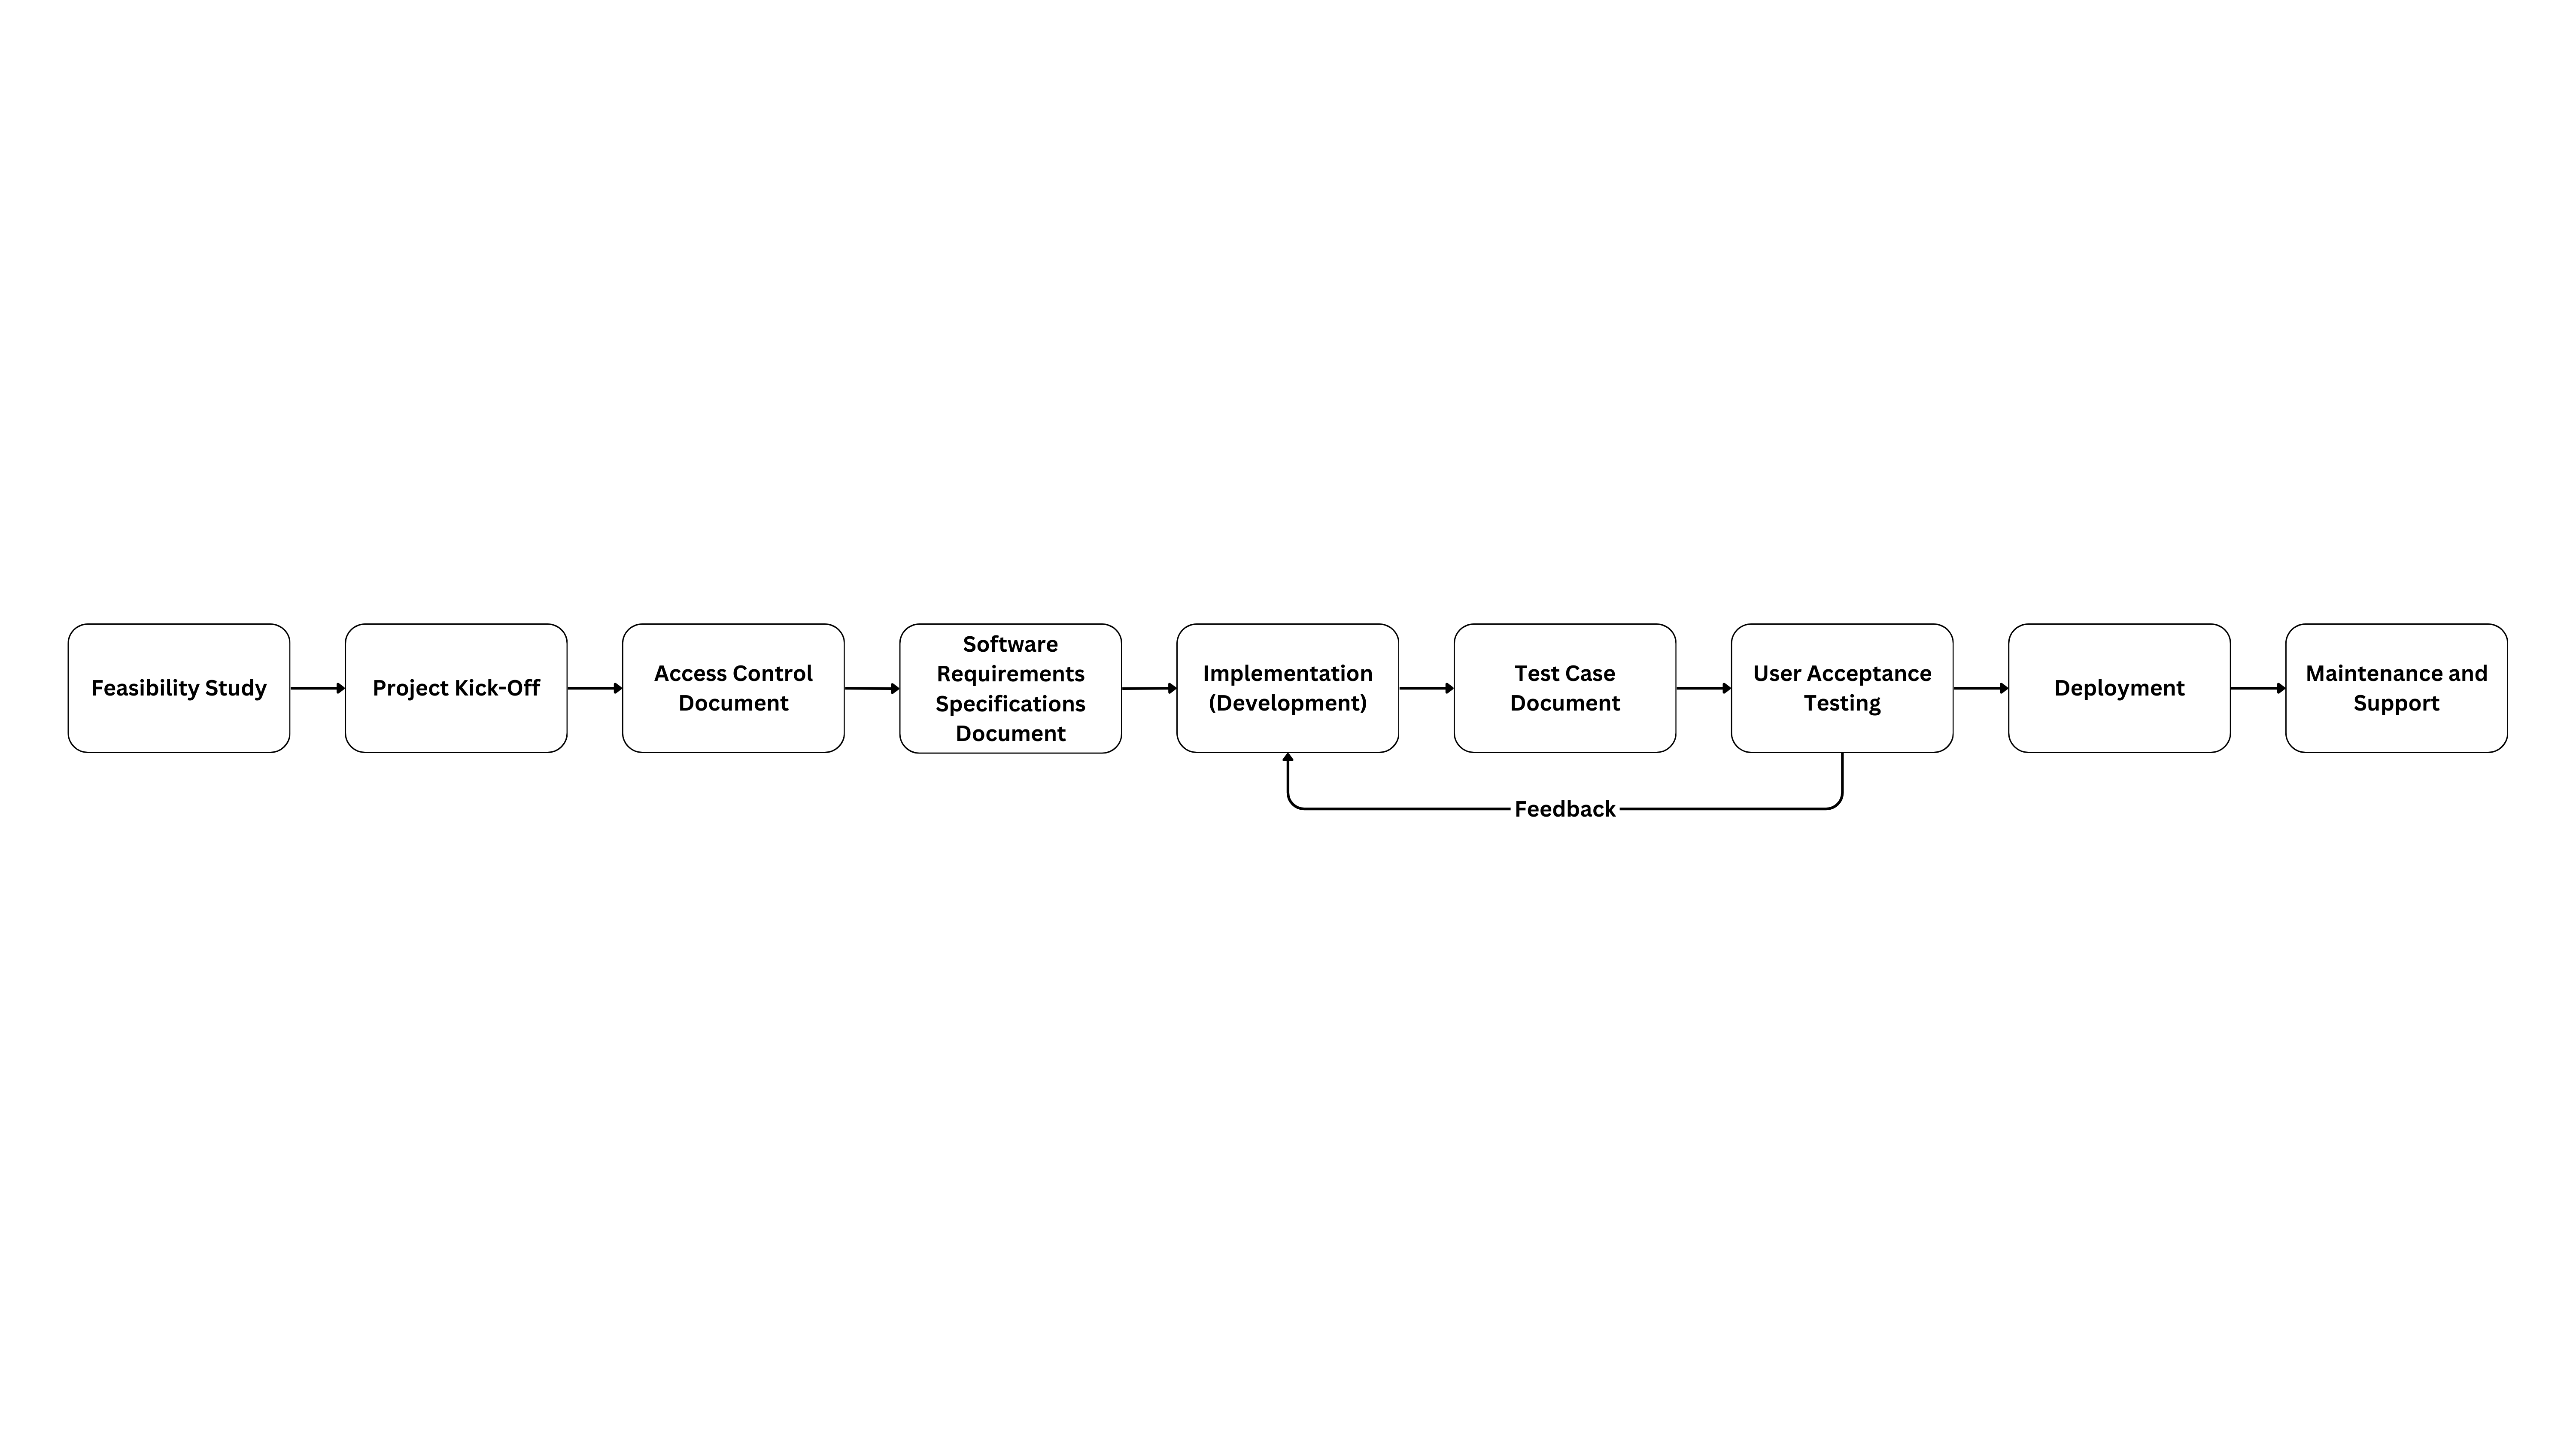 Feasibility Study
Project Kick-Off
Access Control
Document
Software
Requirements
Specifications
Document
Implementation
(Development)
Test Case
Document
User Acceptance
Testing
Deployment
Maintenance and
Support
Feedback